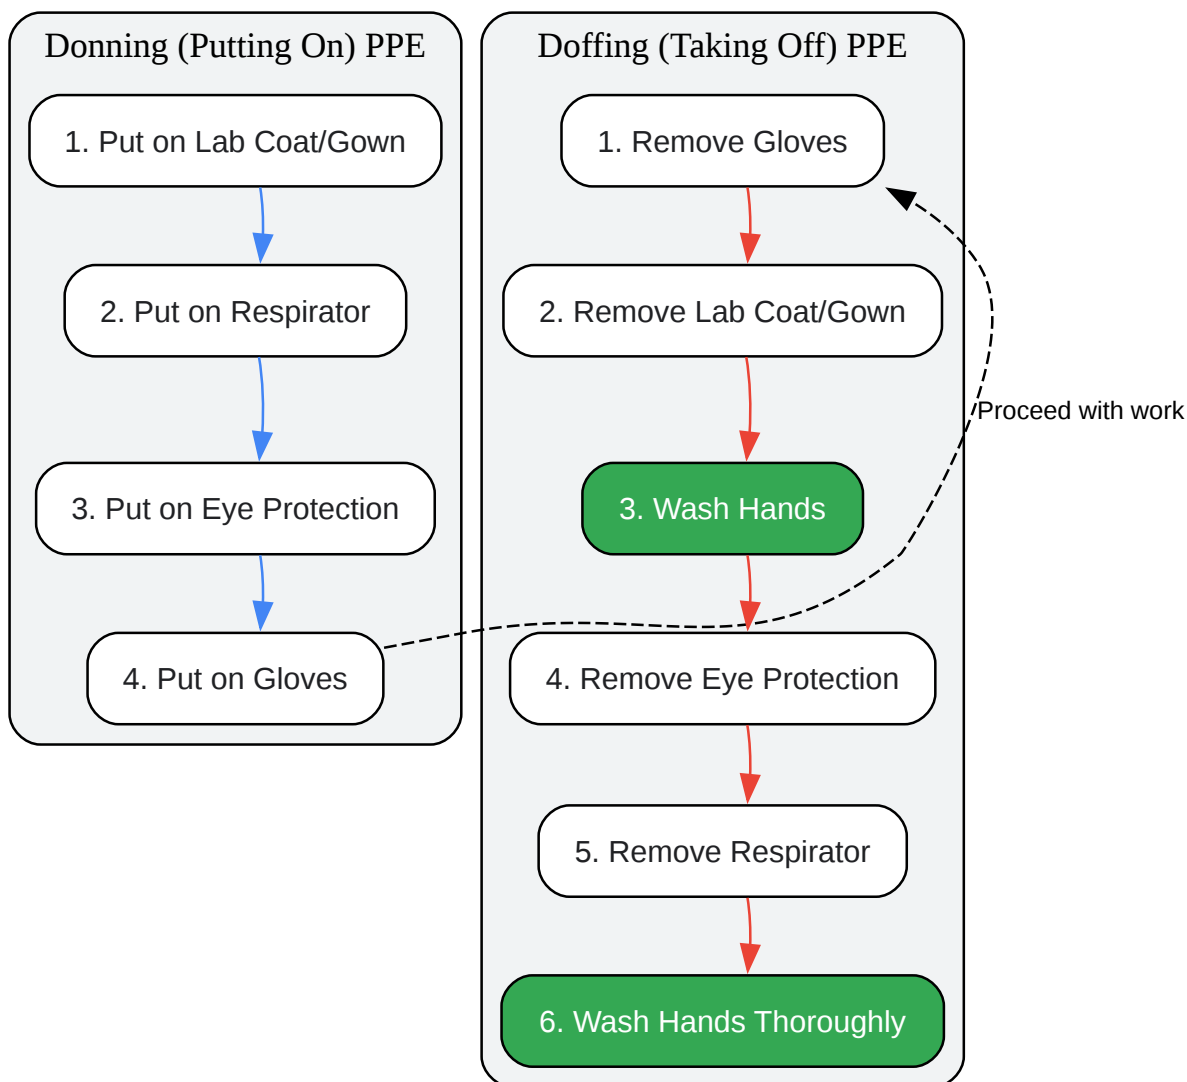 Donning (Putting On) PPE
1. Put on Lab Coat/Gown
2. Put on Respirator
3. Put on Eye Protection
4. Put on Gloves
Doffing (Taking Off) PPE
1. Remove Gloves
2. Remove Lab Coat/Gown
3. Wash Hands
4. Remove Eye Protection
5. Remove Respirator
6. Wash Hands Thoroughly
Proceed with work